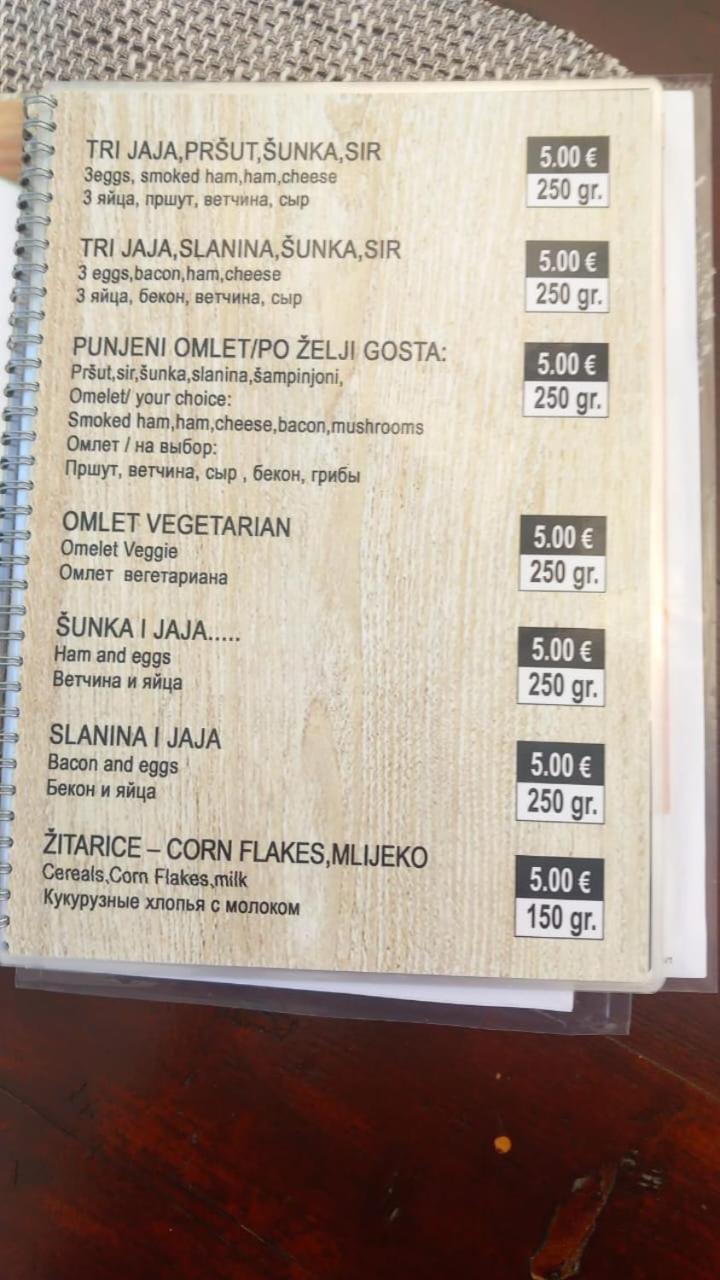 TRI JAJA,PRŠUT,ŠUNKA,SIR
3eggs, smoked ham,ham,cheese
3 яйца, пршут, ветчина, сыр
5.00 €
250 gr.
TRI JAJA,SLANINA,ŠUNKA,SIR
3 eggs,bacon,ham,cheese
3 яйца, бекон, ветчина, сыр
5.00 €
250 gr.
PUNJENI OMLET/PO ŽELJI GOSTA:
Pršut,sir,šunka,slanina,šampinjoni,
Omelet/ your choice:
Smoked ham,ham,cheese,bacon,mushrooms
Омлет / на выбор:
Пршут, ветчина, сыр , бекон, грибы
5.00 €
250 gr.
OMLET VEGETARIAN
Omelet Veggie
Омлет вегетариана
5.00 €
250 gr.
ŠUNKA I JAJA.....
Ham and eggs
Ветчина и яйца
5.00 €
250 gr.
SLANINA I JAJA
Bacon and eggs
Бекон и яйца
5.00 €
250 gr.
ŽITARICE – CORN FLAKES,MLIJEKO
Cereals,Corn Flakes,milk
Кукурузные хлопья с молоком
5.00 €
150 gr.